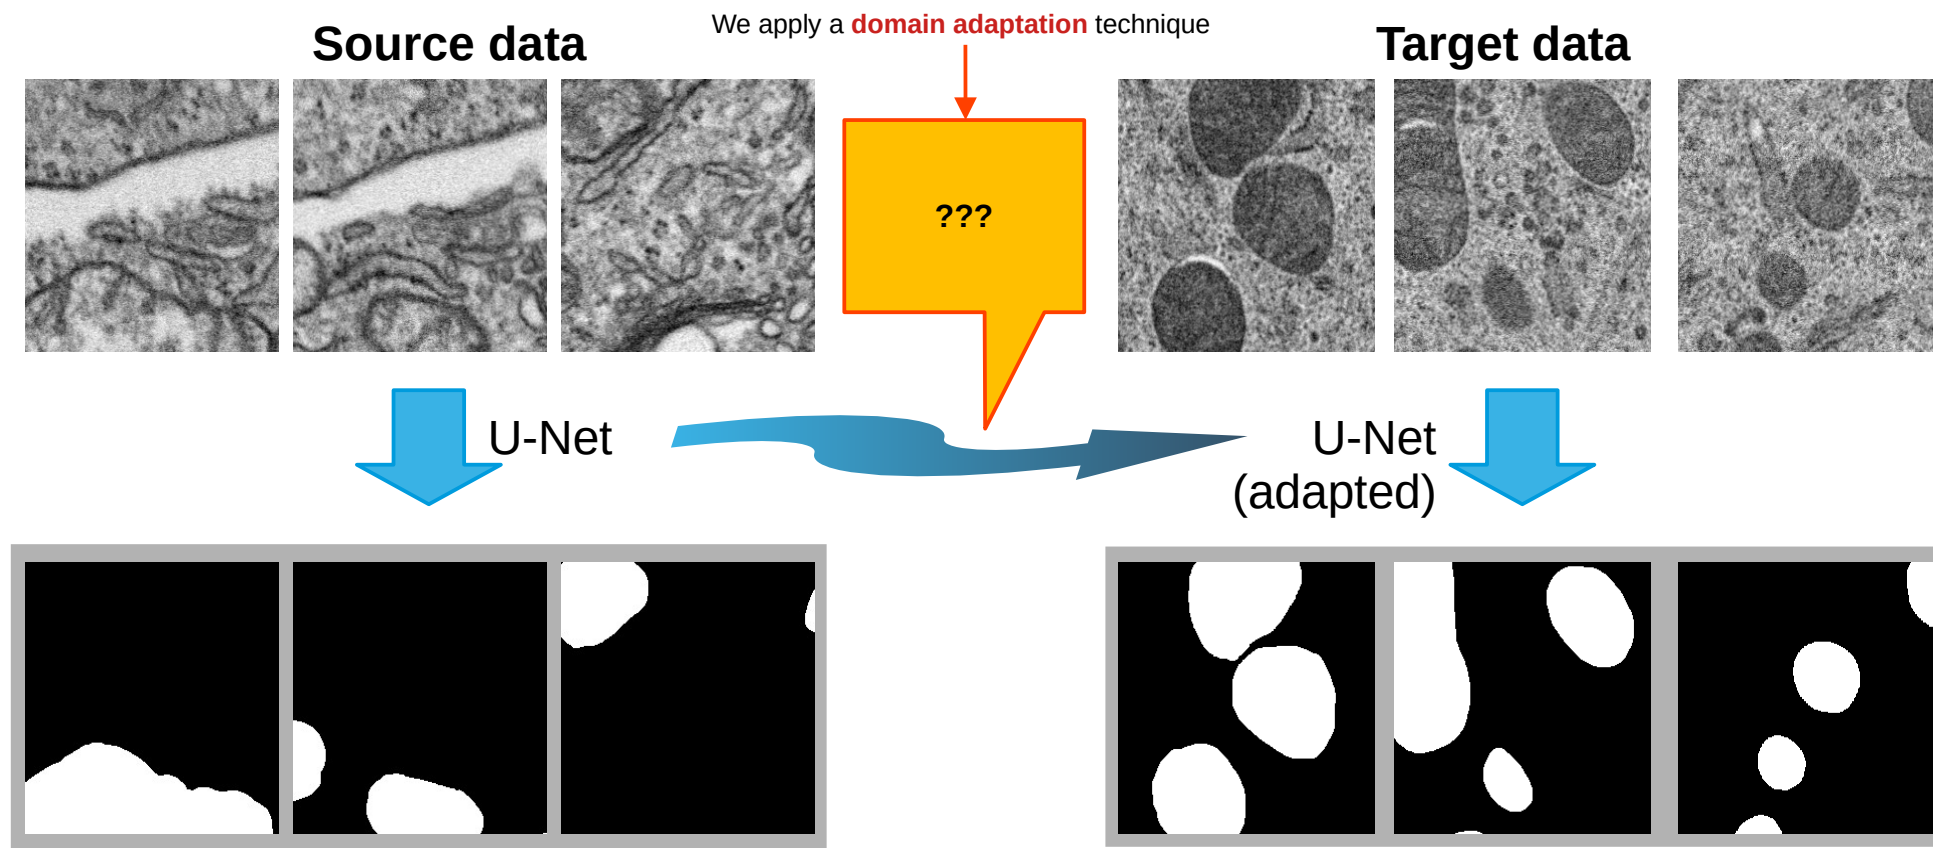 We apply a domain adaptation technique
Source data
Target data
???
U-Net
U-Net
(adapted)